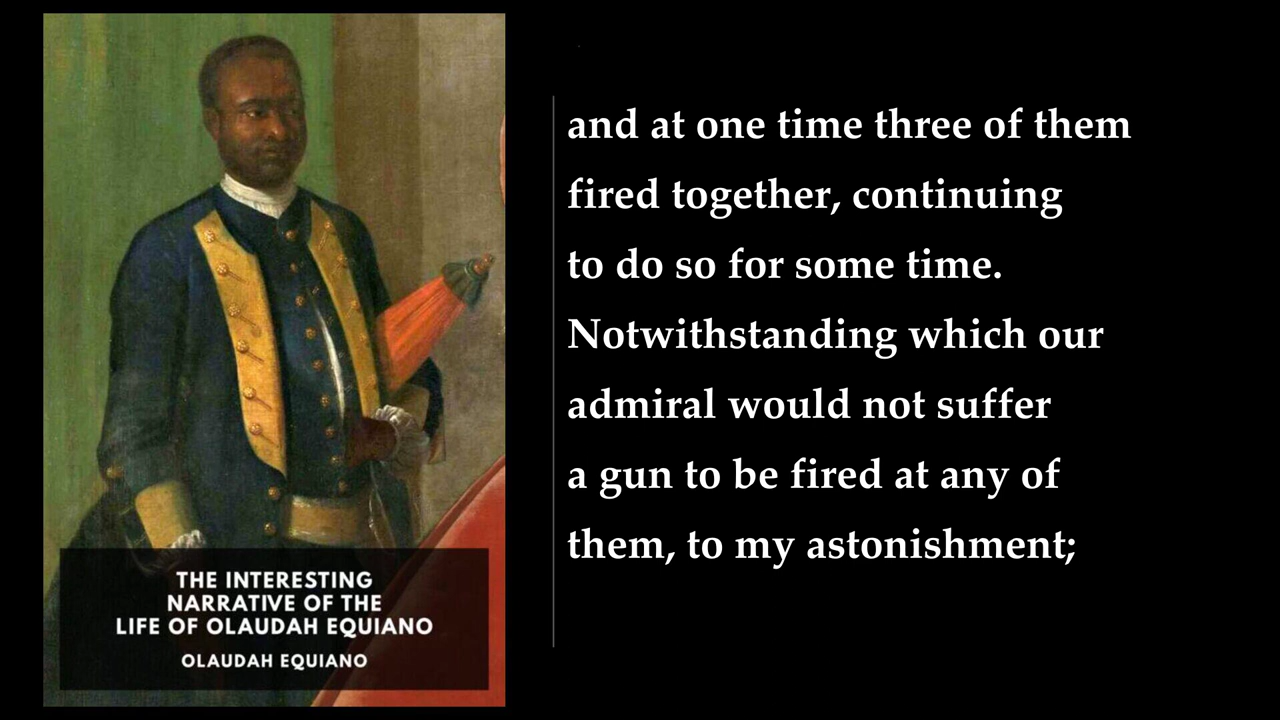 THE INTERESTING
NARRATIVE OF THE
LIFE OF OLAUDAH EQUIANO
OLAUDAH EQUIANO
and at one time three of them
fired together, continuing
to do so for some time.
Notwithstanding which our
admiral would not suffer
a gun to be fired at any of
them, to my astonishment;